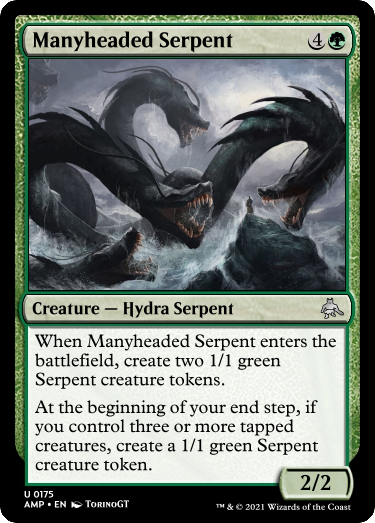 Manyheaded Serpent 4
Creature — Hydra Serpent
When Manyheaded Serpent enters the
battlefield, create two 1/1 green
Serpent creature tokens.
At the beginning of your end step, if
you control three or more tapped
creatures, create a 1/1 green Serpent
creature token.
2/2
U 0175
AMP • EN TorinoGT
™ & © 2021 Wizards of the Coast